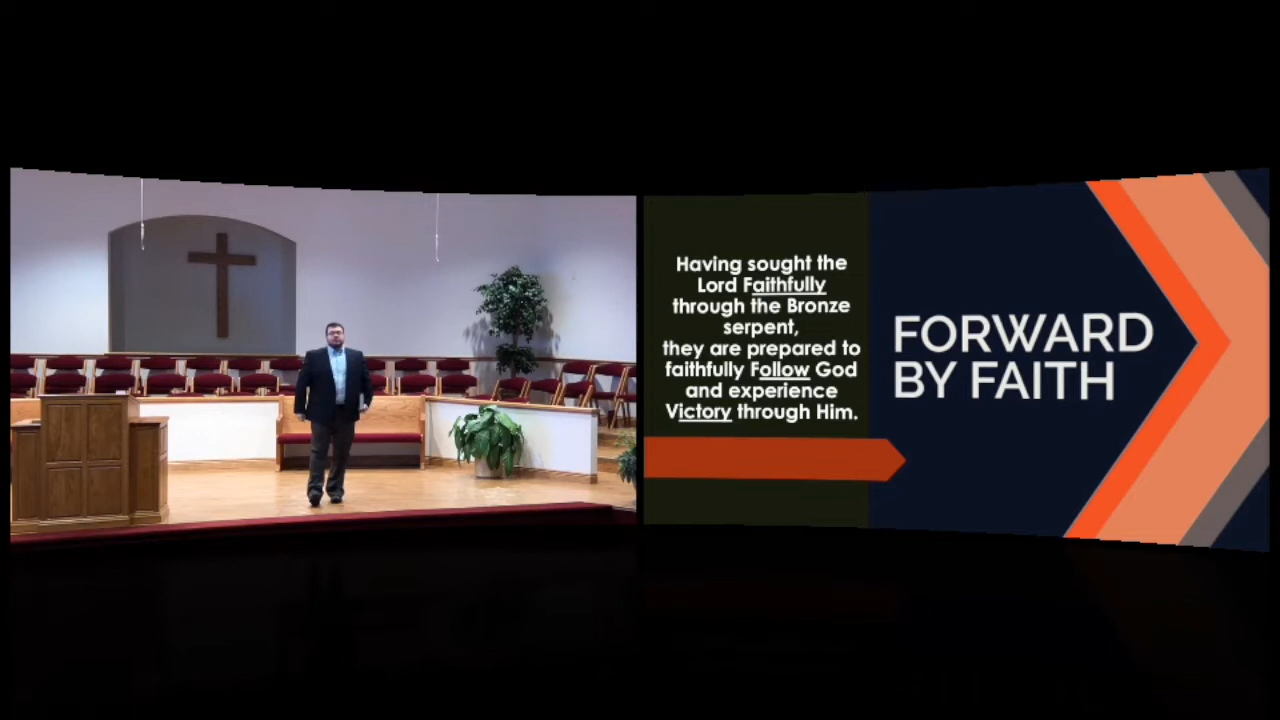 Having sought the
Lord Faithfully
through the Bronze
serpent,
they are prepared to
faithfully Follow God
and experience
Victory through Him.
FORWARD
BY FAITH